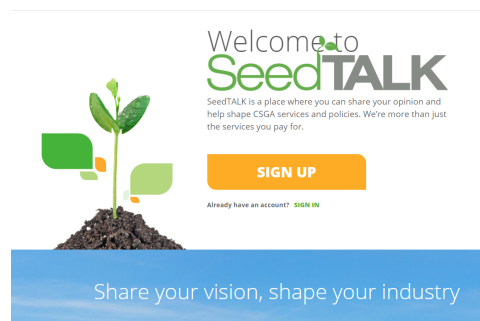 Welcome to
SeedTALK
SeedTALK is a place where you can share your opinion and
help shape CSGA services and policies. We're more than just
the services you pay for.
SIGN UP
Already have an account? SIGN IN
Share your vision, shape your industry